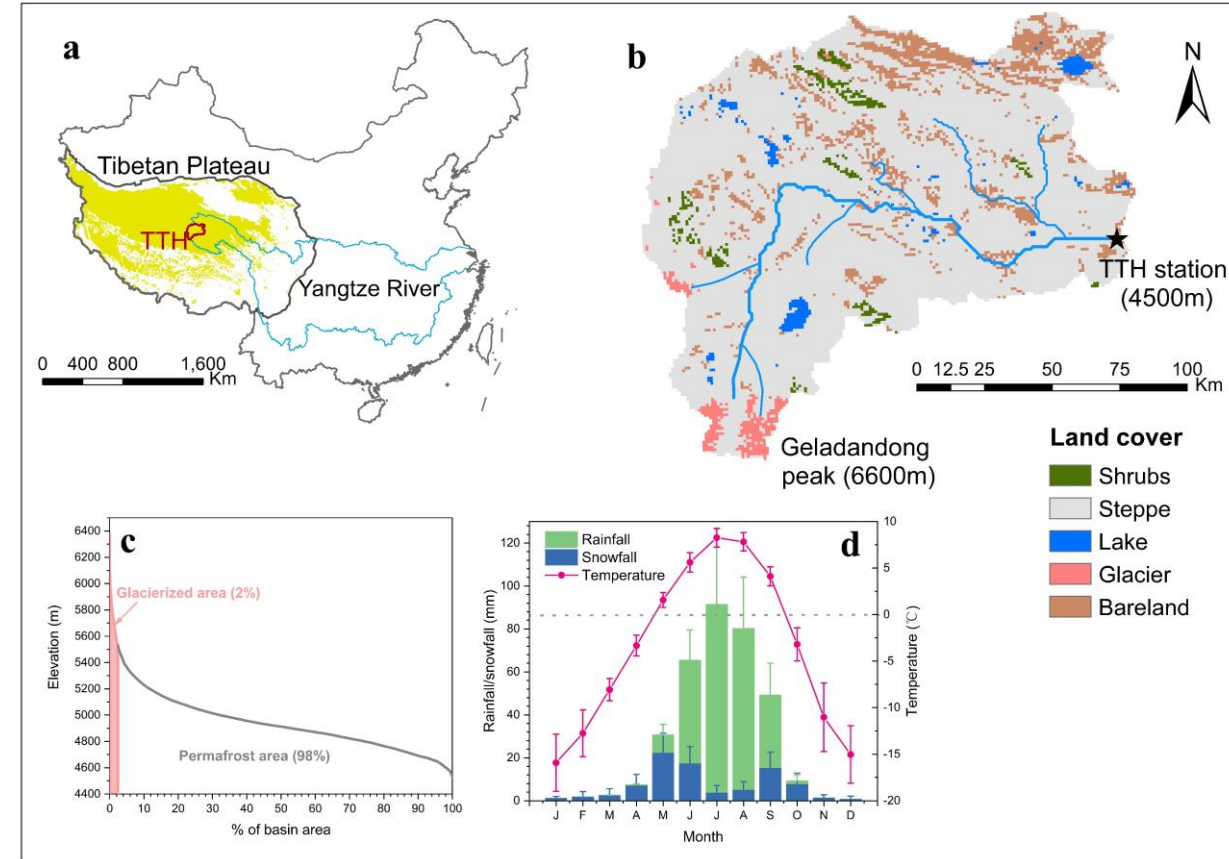 a
Tibetan Plateau
TTH
Yangtze River
0 400 800 1,600
Km
b
N
TTH station
(4500m)
0 12.5 25 50 75 100
Km
Geladandong
peak (6600m)
Land cover
Shrubs
Steppe
Lake
Glacier
Bareland
c
Elevation (m)
6400
6200
6000
5800
5600
5400
5200
5000
4800
4600
4400
Glacierized area (2%)
Permafrost area (98%)
0 10 20 30 40 50 60 70 80 90 100
% of basin area
d
Rainfall/snowfall (mm)
120
100
80
60
40
20
0
Rainfall
Snowfall
Temperature
10
5
0
-5
-10
-15
-20
Temperature (℃)
J F M A M J J A S O N D
Month